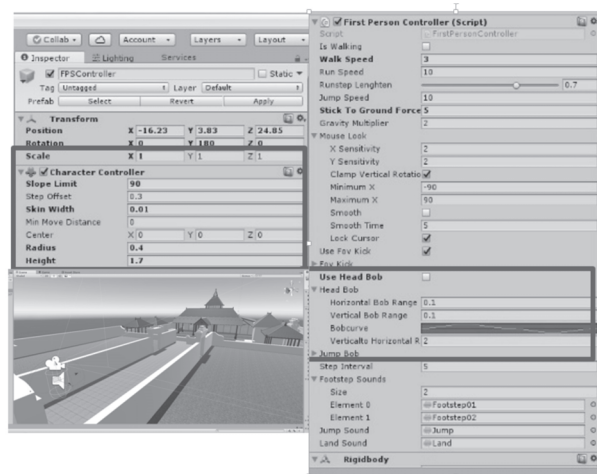 Collab
Account
Layers
Layout
Inspector
Lighting
Services
FPSController
Static
Tag Untagged Layer Default
Prefab Select Revert Apply
Transform
Position X -16.23 Y 3.83 Z 24.85
Rotation X 0 Y 180 Z 0
Scale X 1 Y 1 Z 1
Character Controller
Slope Limit 90
Step Offset 0.3
Skin Width 0.01
Min Move Distance 0
Center X 0 Y 0 Z 0
Radius 0.4
Height 1.7
First Person Controller (Script)
Script FirstPersonController
Is Walking
Walk Speed 3
Run Speed 10
Runstep Lenghten 0.7
Jump Speed 10
Stick To Ground Force 5
Gravity Multiplier 2
Mouse Look
X Sensitivity 2
Y Sensitivity 2
Clamp Vertical Rotatio
Minimum X -90
Maximum X 90
Smooth
Smooth Time 5
Lock Cursor
Use Fov Kick
Fov Kick
Use Head Bob
Head Bob
Horizontal Bob Range 0.1
Vertical Bob Range 0.1
Bobcurve
Verticalto Horizontal R 2
Jump Bob
Step Interval 5
Footstep Sounds
Size 2
Element 0 Footstep01
Element 1 Footstep02
Jump Sound Jump
Land Sound Land
Rigidbody